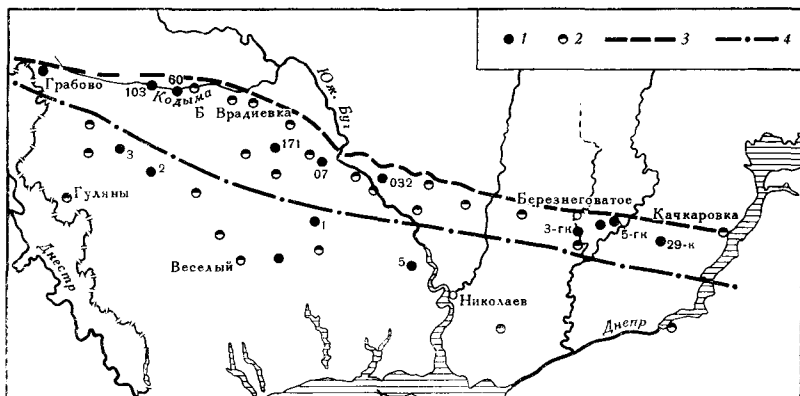 1 2 3 4
Грабово
60
103
Кодыма
Юж. Буг
Б Врадиевка
3
2
171
07
032
Гуляны
Березнеговатое
Качкаровка
3-гк
5-гк
29-к
1
Веселый
5
Днестр
Николаев
Днепр